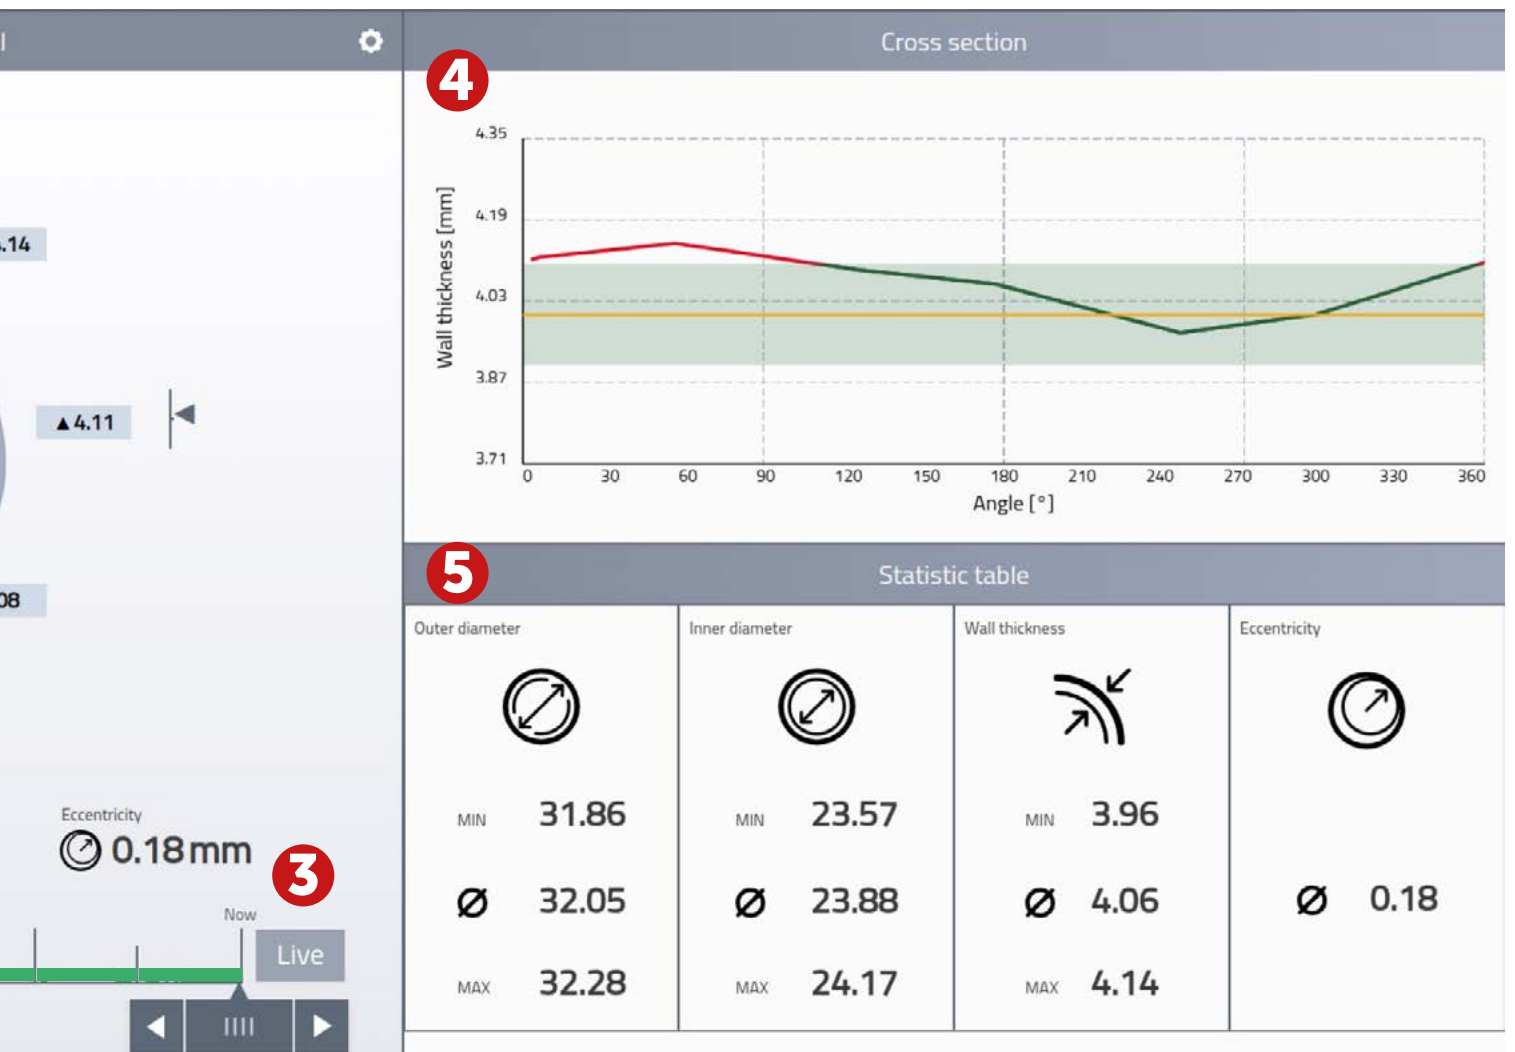 Cross section
4
4.35
4.19
4.03
3.87
3.71
Wall thickness [mm]
0 30 60 90 120 150 180 210 240 270 300 330 360
Angle [°]
.14
▲4.11
08
Eccentricity
0.18 mm
3
Now
Live
5
Statistic table
Outer diameter
MIN 31.86
Ø 32.05
MAX 32.28
Inner diameter
MIN 23.57
Ø 23.88
MAX 24.17
Wall thickness
MIN 3.96
Ø 4.06
MAX 4.14
Eccentricity
Ø 0.18